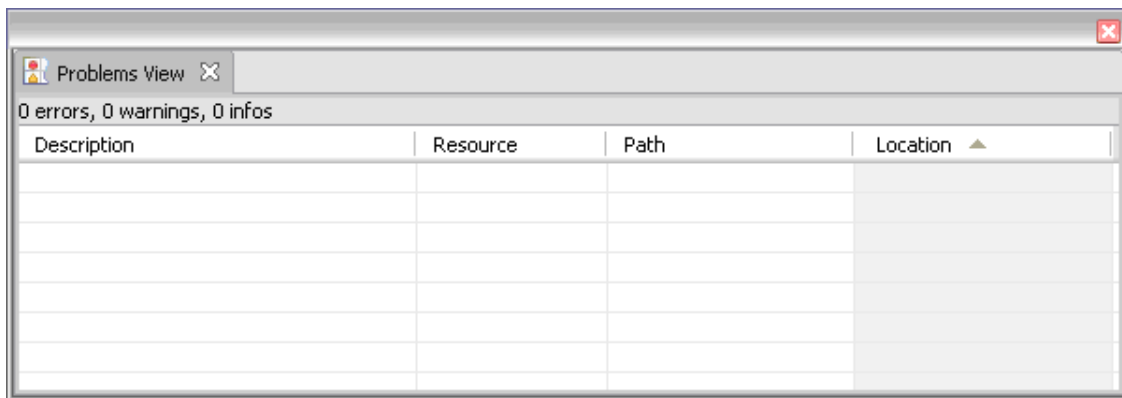 Problems View
0 errors, 0 warnings, 0 infos
Description Resource Path Location